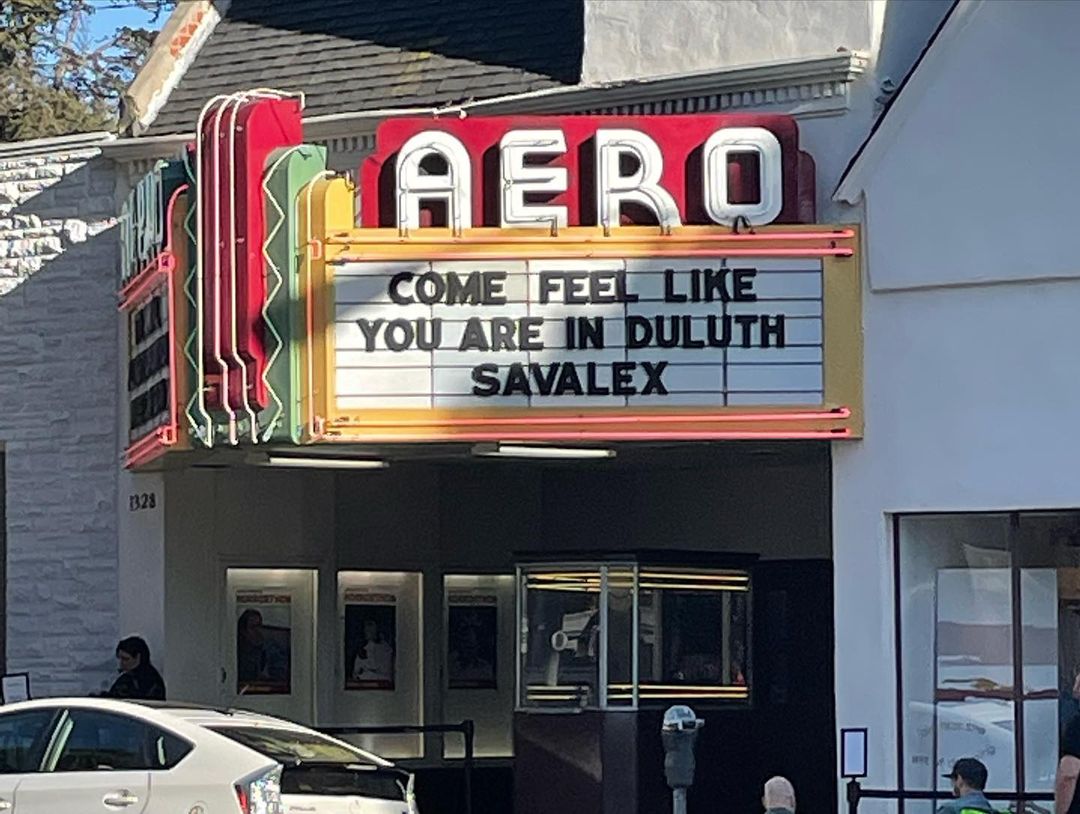 AERO
COME FEEL LIKE
YOU ARE IN DULUTH
SAVALEX
1328